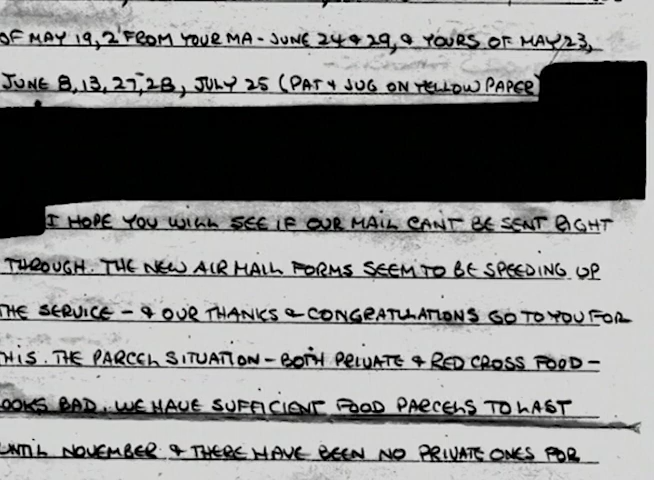 OF MAY 19, 2 FROM YOUR MA - JUNE 24 & 29, & YOURS OF MAY 23,
JUNE 8, 13, 27, 28, JULY 25 (PAT & JUG ON YELLOW PAPER)
I HOPE YOU WILL SEE IF OUR MAIL CANT BE SENT RIGHT
THROUGH. THE NEW AIR MAIL FORMS SEEM TO BE SPEEDING UP
THE SERVICE - & OUR THANKS & CONGRATULATIONS GO TO YOU FOR
THIS. THE PARCEL SITUATION - BOTH PRIVATE & RED CROSS FOOD -
OOKS BAD. WE HAVE SUFFICIENT FOOD PARCELS TO LAST
UNTIL NOVEMBER & THERE HAVE BEEN NO PRIVATE ONES FOR